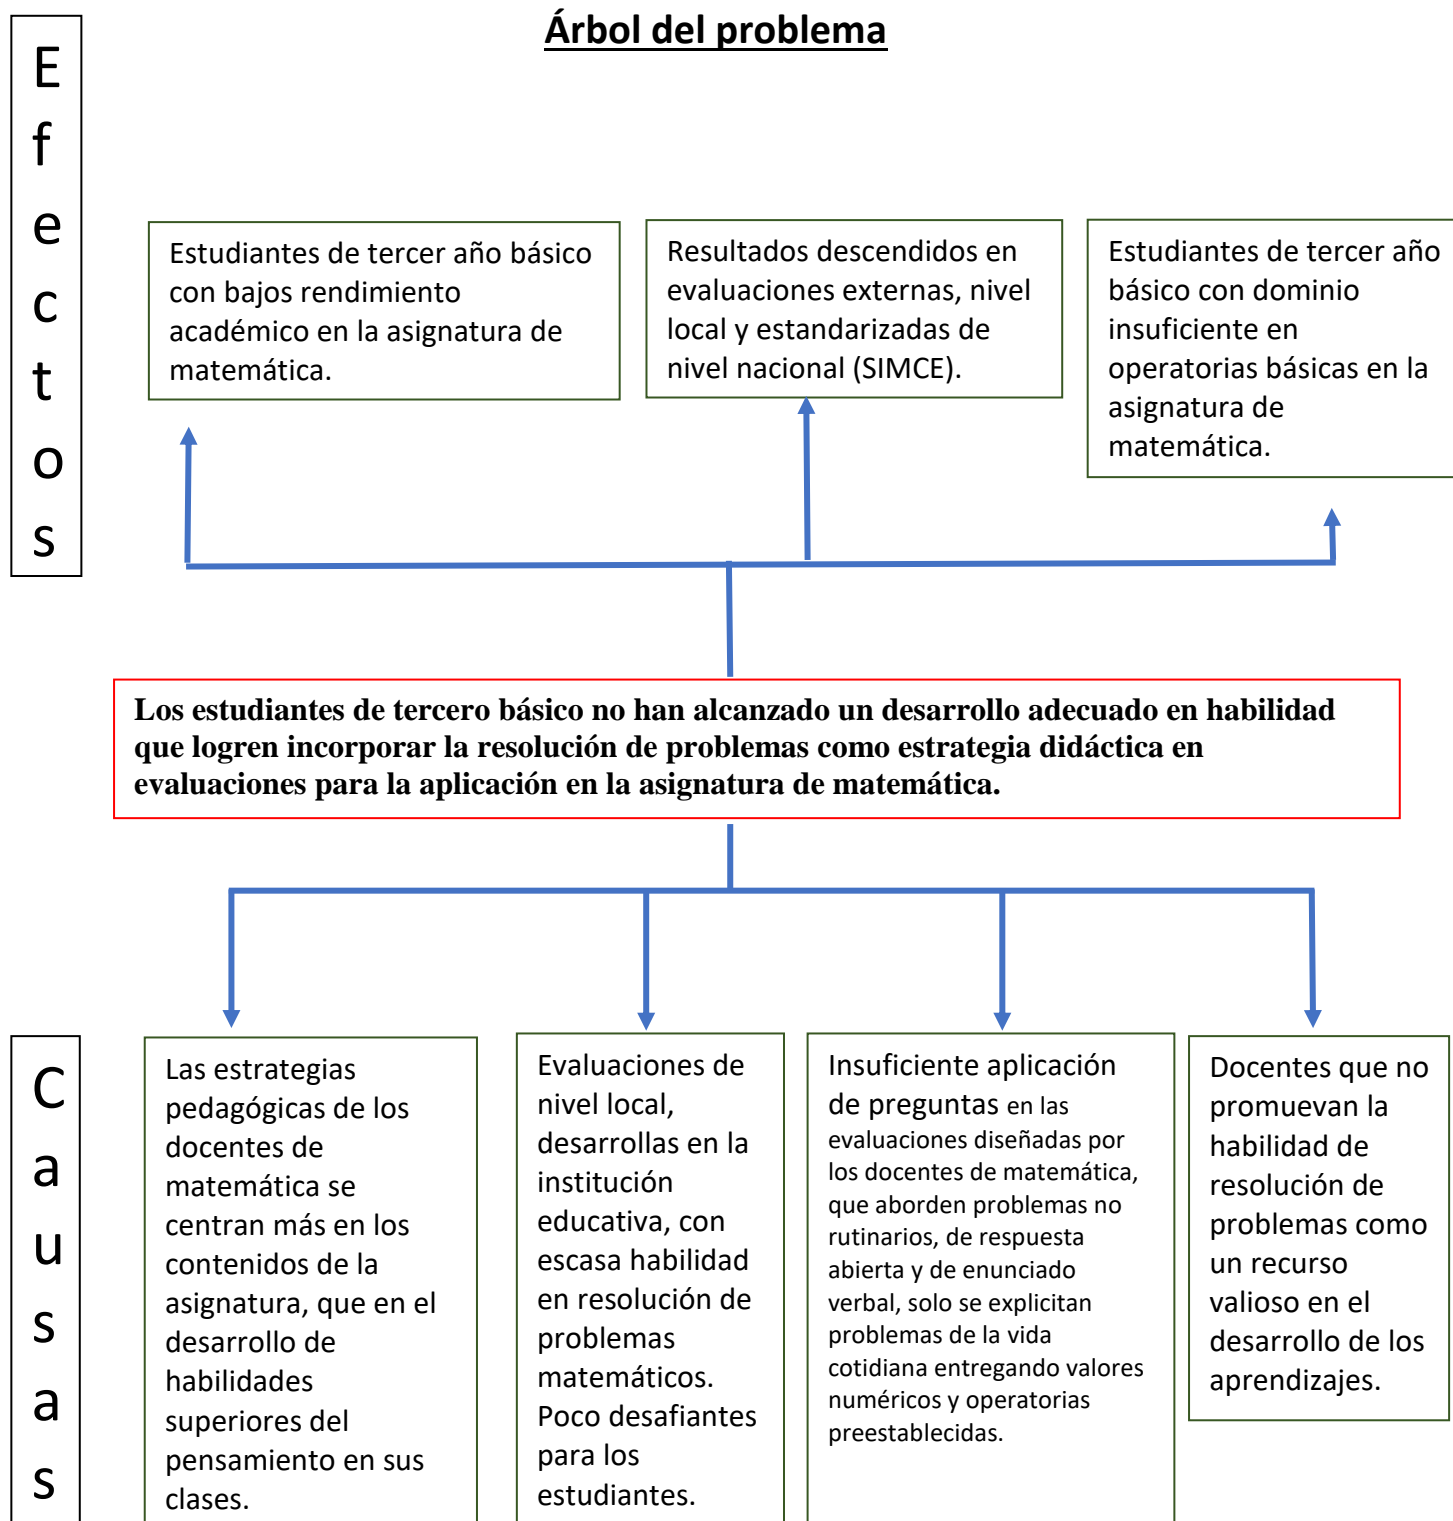 Árbol del problema
Efectos
Estudiantes de tercer año básico
con bajos rendimiento
académico en la asignatura de
matemática.
Resultados descendidos en
evaluaciones externas, nivel
local y estandarizadas de
nivel nacional (SIMCE).
Estudiantes de tercer año
básico con dominio
insuficiente en
operatorias básicas en la
asignatura de
matemática.
Los estudiantes de tercero básico no han alcanzado un desarrollo adecuado en habilidad
que logren incorporar la resolución de problemas como estrategia didáctica en
evaluaciones para la aplicación en la asignatura de matemática.
Causas
Las estrategias
pedagógicas de los
docentes de
matemática se
centran más en los
contenidos de la
asignatura, que en el
desarrollo de
habilidades
superiores del
pensamiento en sus
clases.
Evaluaciones de
nivel local,
desarrollas en la
institución
educativa, con
escasa habilidad
en resolución de
problemas
matemáticos.
Poco desafiantes
para los
estudiantes.
Insuficiente aplicación
de preguntas en las
evaluaciones diseñadas por
los docentes de matemática,
que aborden problemas no
rutinarios, de respuesta
abierta y de enunciado
verbal, solo se explicitan
problemas de la vida
cotidiana entregando valores
numéricos y operatorias
preestablecidas.
Docentes que no
promuevan la
habilidad de
resolución de
problemas como
un recurso
valioso en el
desarrollo de los
aprendizajes.